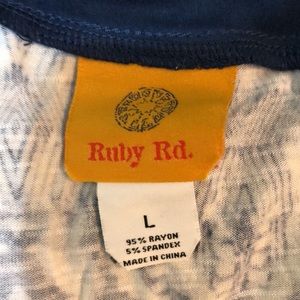 Ruby Rd.
L
95% RAYON
5% SPANDEX
MADE IN CHINA